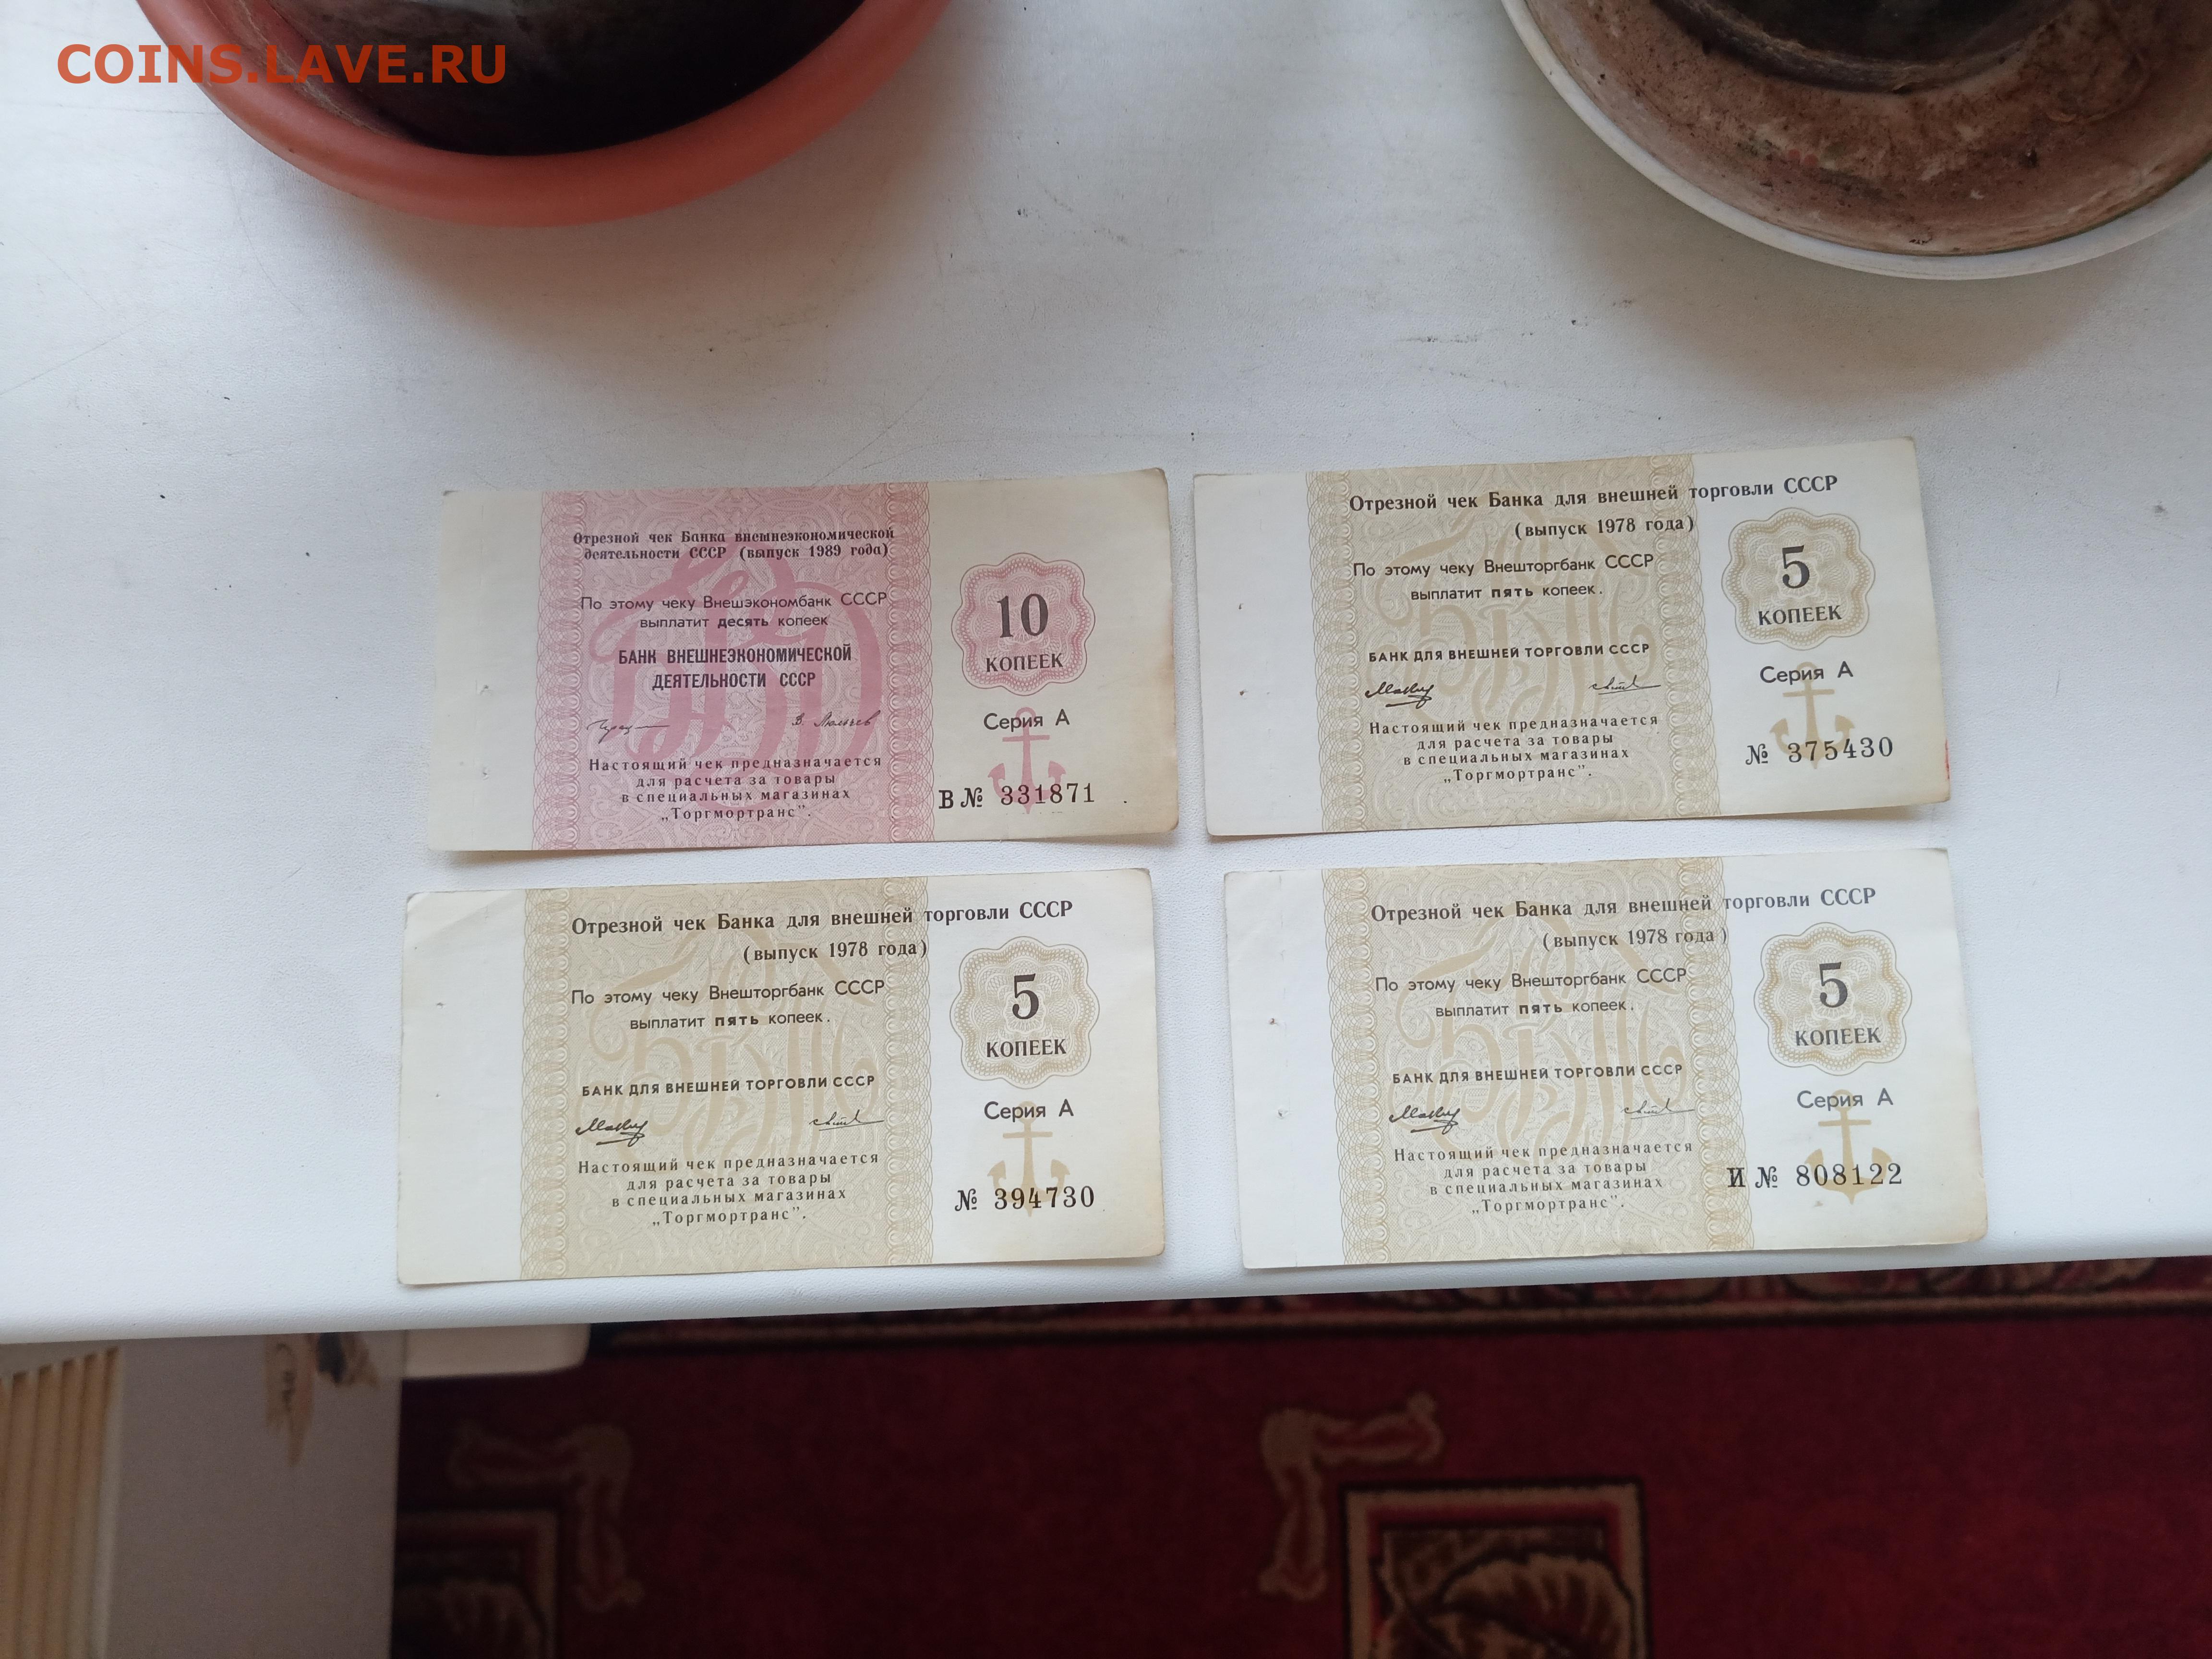 COINS.LAVE.RU
Отрезной чек Банка внешнеэкономической
деятельности СССР (выпуск 1989 года)
По этому чеку Внешэкономбанк СССР
выплатит десять копеек
БАНК ВНЕШНЕЭКОНОМИЧЕСКОЙ
ДЕЯТЕЛЬНОСТИ СССР
Настоящий чек предназначается
для расчета за товары
в специальных магазинах
„Торгмортранс”.
10
КОПЕЕК
Серия А
В № 331871
Отрезной чек Банка для внешней торговли СССР
(выпуск 1978 года)
По этому чеку Внешторгбанк СССР
выплатит пять копеек.
БАНК ДЛЯ ВНЕШНЕЙ ТОРГОВЛИ СССР
Настоящий чек предназначается
для расчета за товары
в специальных магазинах
„Торгмортранс”.
5
КОПЕЕК
Серия А
№ 375430
Отрезной чек Банка для внешней торговли СССР
(выпуск 1978 года)
По этому чеку Внешторгбанк СССР
выплатит пять копеек.
БАНК ДЛЯ ВНЕШНЕЙ ТОРГОВЛИ СССР
Настоящий чек предназначается
для расчета за товары
в специальных магазинах
„Торгмортранс”.
5
КОПЕЕК
Серия А
№ 394730
Отрезной чек Банка для внешней торговли СССР
(выпуск 1978 года)
По этому чеку Внешторгбанк СССР
выплатит пять копеек.
БАНК ДЛЯ ВНЕШНЕЙ ТОРГОВЛИ СССР
Настоящий чек предназначается
для расчета за товары
в специальных магазинах
„Торгмортранс”.
5
КОПЕЕК
Серия А
И № 808122